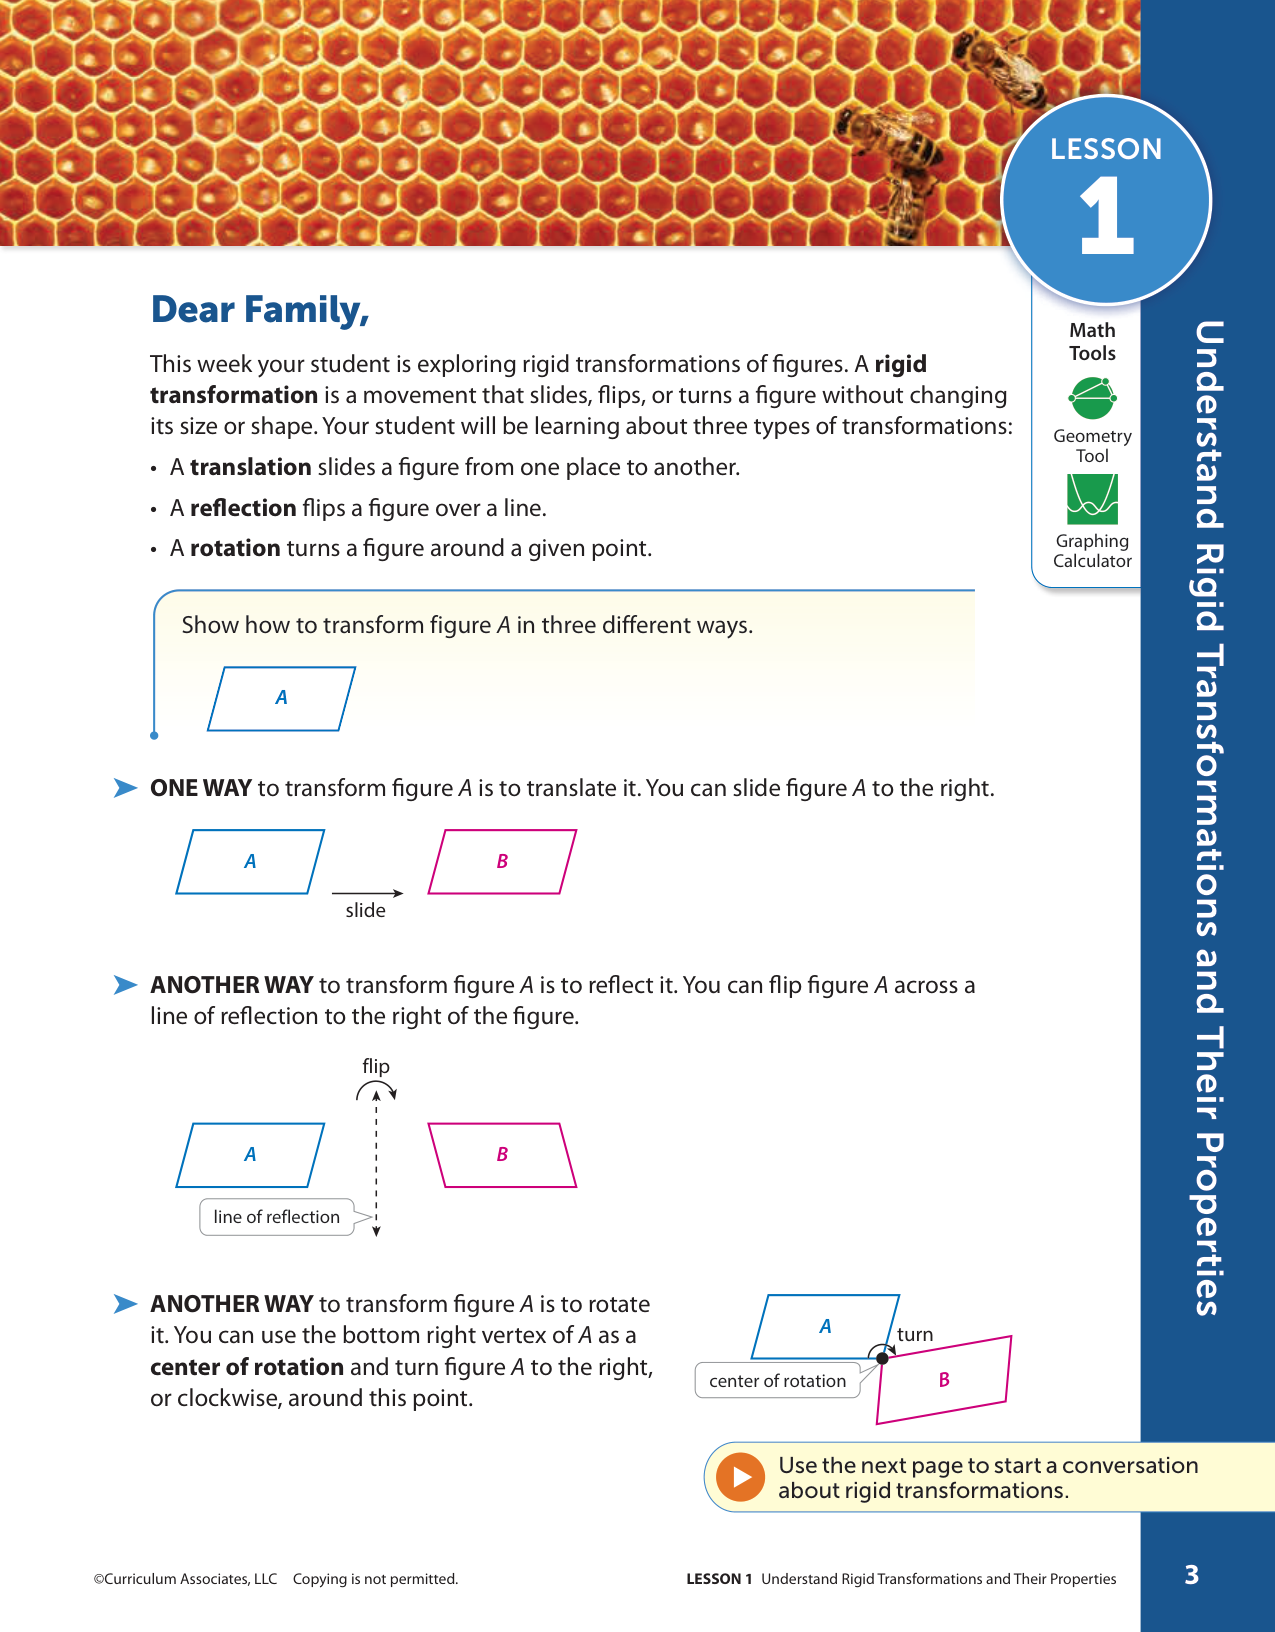 LESSON
1
Math
Tools
Geometry
Tool
Graphing
Calculator
Understand Rigid Transformations and Their Properties
Dear Family,
This week your student is exploring rigid transformations of figures. A rigid
transformation is a movement that slides, flips, or turns a figure without changing
its size or shape. Your student will be learning about three types of transformations:
• A translation slides a figure from one place to another.
• A reflection flips a figure over a line.
• A rotation turns a figure around a given point.
Show how to transform figure A in three different ways.
A
ONE WAY to transform figure A is to translate it. You can slide figure A to the right.
A
B
slide
ANOTHER WAY to transform figure A is to reflect it. You can flip figure A across a
line of reflection to the right of the figure.
flip
A
B
line of reflection
ANOTHER WAY to transform figure A is to rotate
it. You can use the bottom right vertex of A as a
center of rotation and turn figure A to the right,
or clockwise, around this point.
A
turn
center of rotation
B
Use the next page to start a conversation
about rigid transformations.
©Curriculum Associates, LLC Copying is not permitted.
LESSON 1 Understand Rigid Transformations and Their Properties
3